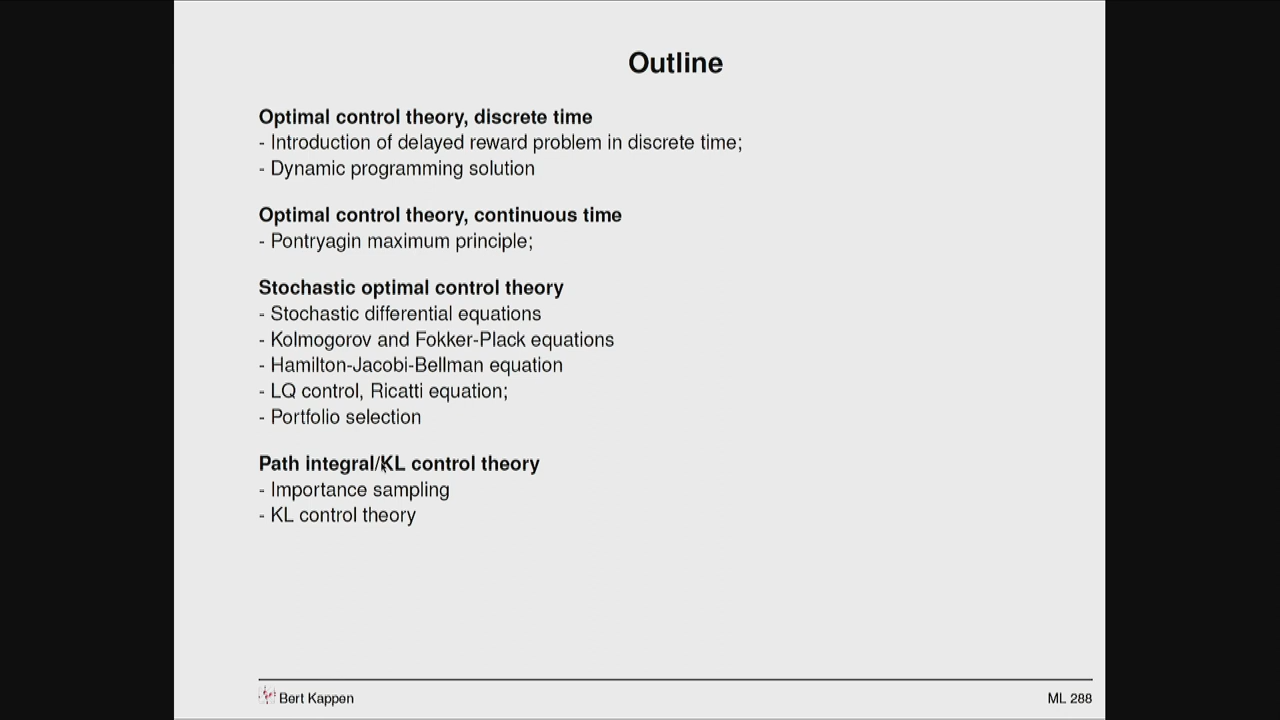 Outline
Optimal control theory, discrete time
- Introduction of delayed reward problem in discrete time;
- Dynamic programming solution
Optimal control theory, continuous time
- Pontryagin maximum principle;
Stochastic optimal control theory
- Stochastic differential equations
- Kolmogorov and Fokker-Plack equations
- Hamilton-Jacobi-Bellman equation
- LQ control, Ricatti equation;
- Portfolio selection
Path integral/KL control theory
- Importance sampling
- KL control theory
Bert Kappen
ML 288